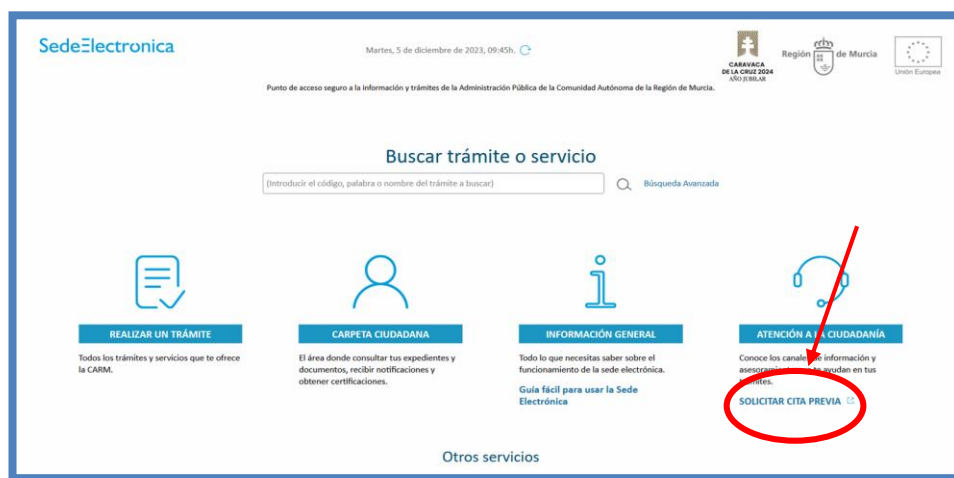 SedeΞlectronica
Martes, 5 de diciembre de 2023, 09:45h.
CARAVACA
DE LA CRUZ 2024
AÑO JUBILAR
Región de Murcia
Unión Europea
Punto de acceso seguro a la información y trámites de la Administración Pública de la Comunidad Autónoma de la Región de Murcia.
Buscar trámite o servicio
(Introducir el código, palabra o nombre del trámite a buscar)
Búsqueda Avanzada
REALIZAR UN TRÁMITE
Todos los trámites y servicios que te ofrece
la CARM.
CARPETA CIUDADANA
El área donde consultar tus expedientes y
documentos, recibir notificaciones y
obtener certificaciones.
INFORMACIÓN GENERAL
Todo lo que necesitas saber sobre el
funcionamiento de la sede electrónica.
Guía fácil para usar la Sede
Electrónica
ATENCIÓN A LA CIUDADANÍA
Conoce los canales de información y
te ayudan en tus
trámites.
SOLICITAR CITA PREVIA
Otros servicios